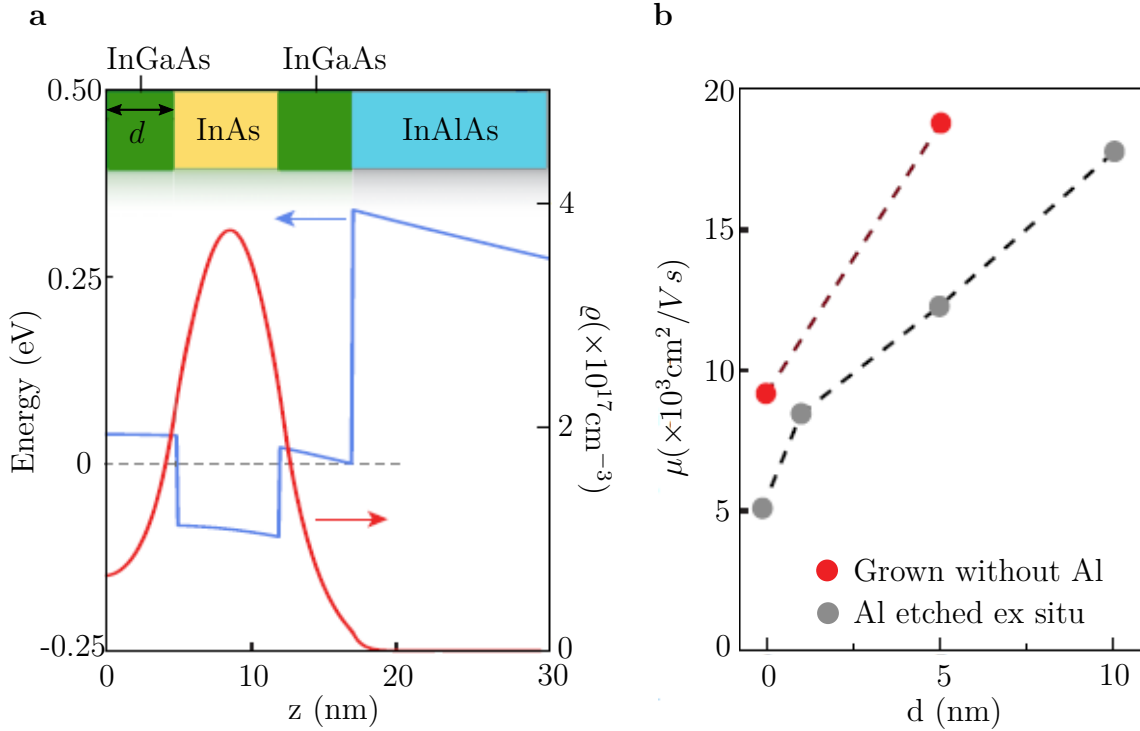 a
InGaAs
InGaAs
0.50
d
InAs
InAlAs
4
0.25
Energy (eV)
ϱ(×10¹⁷cm⁻³)
2
0
-0.25
0
0
10
20
30
z (nm)
b
20
15
10
5
0
μ(×10³cm²/Vs)
Grown without Al
Al etched ex situ
0
5
10
d (nm)